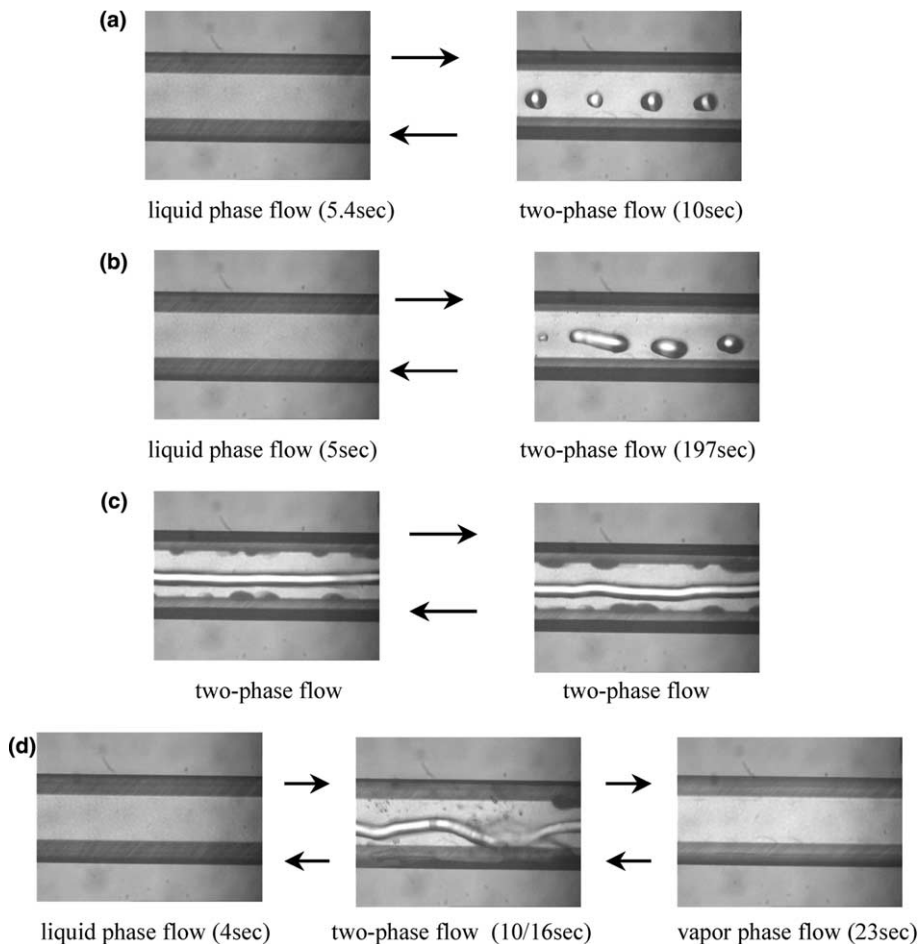 (a)
liquid phase flow (5.4sec)
two-phase flow (10sec)
(b)
liquid phase flow (5sec)
two-phase flow (197sec)
(c)
two-phase flow
two-phase flow
(d)
liquid phase flow (4sec)
two-phase flow (10/16sec)
vapor phase flow (23sec)